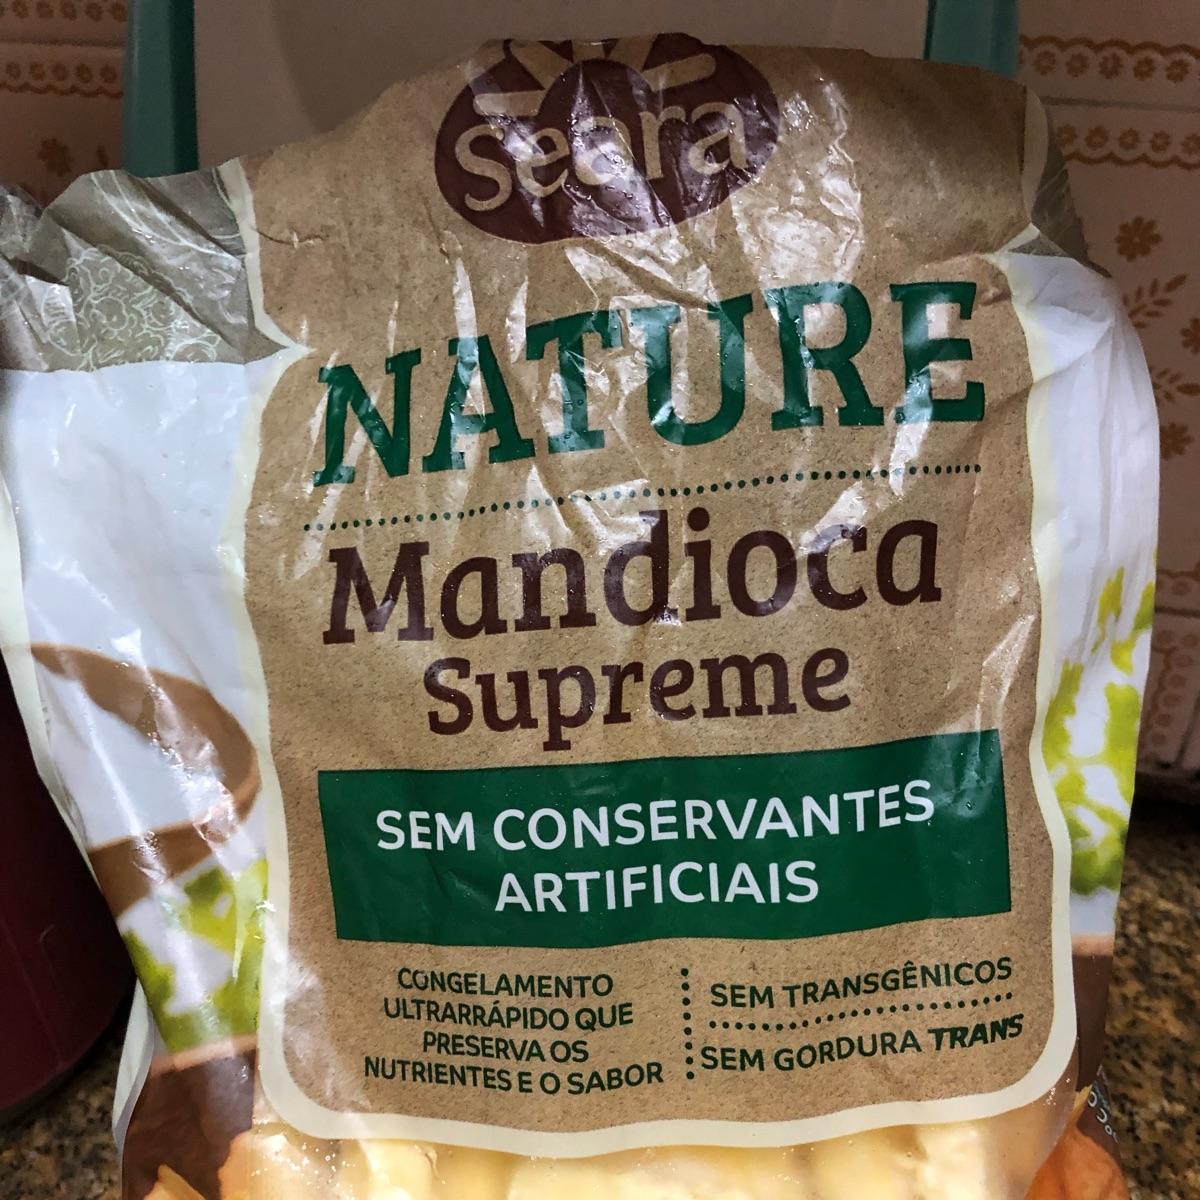 Seara
NATURE
Mandioca
Supreme
SEM CONSERVANTES
ARTIFICIAIS
CONGELAMENTO
ULTRARRÁPIDO QUE
PRESERVA OS
NUTRIENTES E O SABOR
SEM TRANSGÊNICOS
SEM GORDURA TRANS